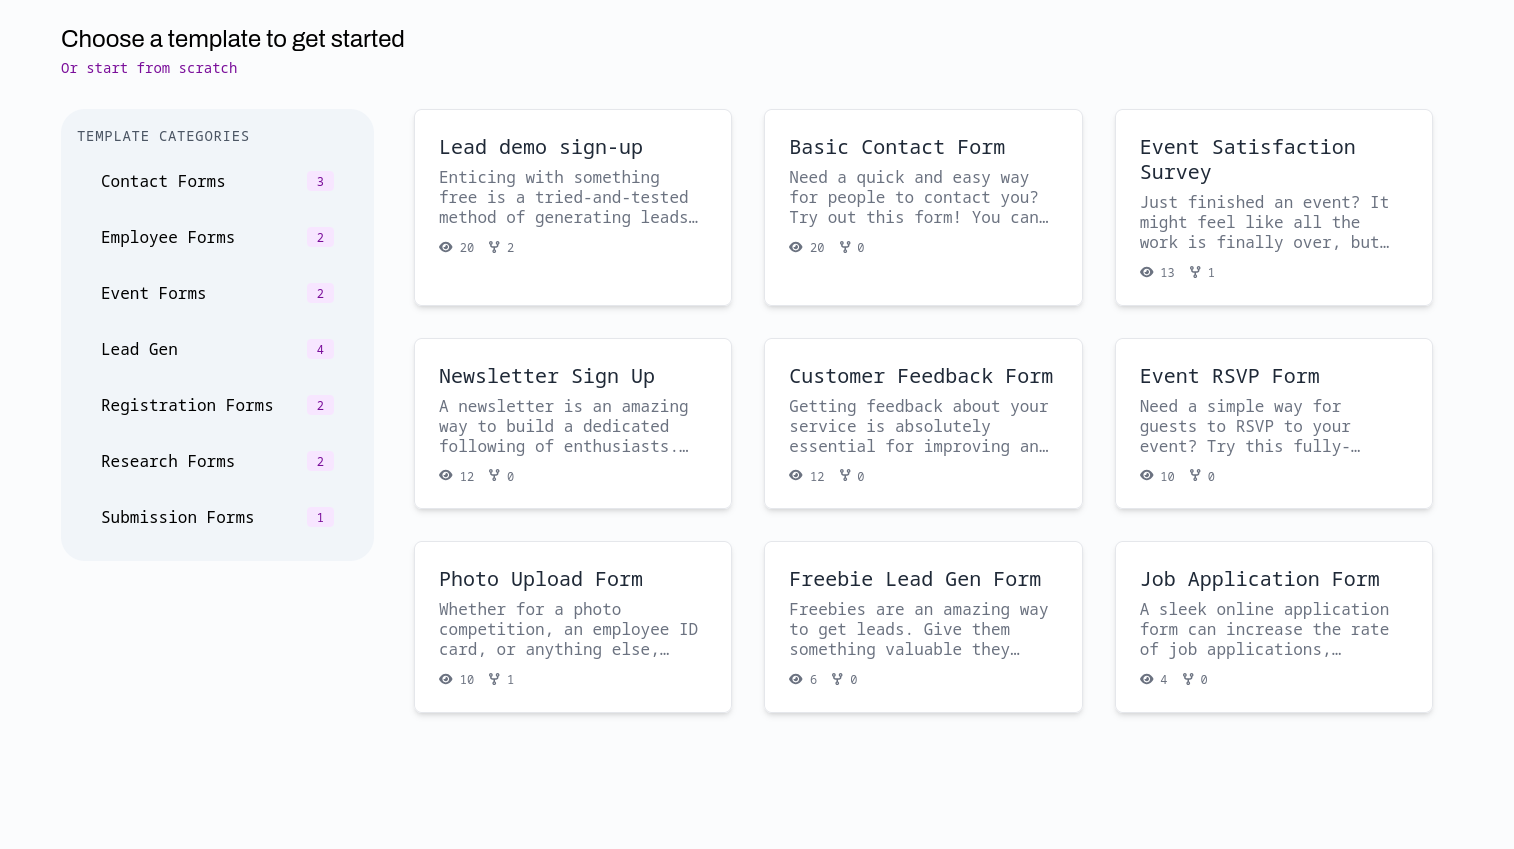 Choose a template to get started
Or start from scratch
TEMPLATE CATEGORIES
Contact Forms 3
Employee Forms 2
Event Forms 2
Lead Gen 4
Registration Forms 2
Research Forms 2
Submission Forms 1
Lead demo sign-up
Enticing with something
free is a tried-and-tested
method of generating leads…
20 2
Basic Contact Form
Need a quick and easy way
for people to contact you?
Try out this form! You can…
20 0
Event Satisfaction
Survey
Just finished an event? It
might feel like all the
work is finally over, but…
13 1
Newsletter Sign Up
A newsletter is an amazing
way to build a dedicated
following of enthusiasts.…
12 0
Customer Feedback Form
Getting feedback about your
service is absolutely
essential for improving an…
12 0
Event RSVP Form
Need a simple way for
guests to RSVP to your
event? Try this fully-…
10 0
Photo Upload Form
Whether for a photo
competition, an employee ID
card, or anything else,…
10 1
Freebie Lead Gen Form
Freebies are an amazing way
to get leads. Give them
something valuable they…
6 0
Job Application Form
A sleek online application
form can increase the rate
of job applications,…
4 0